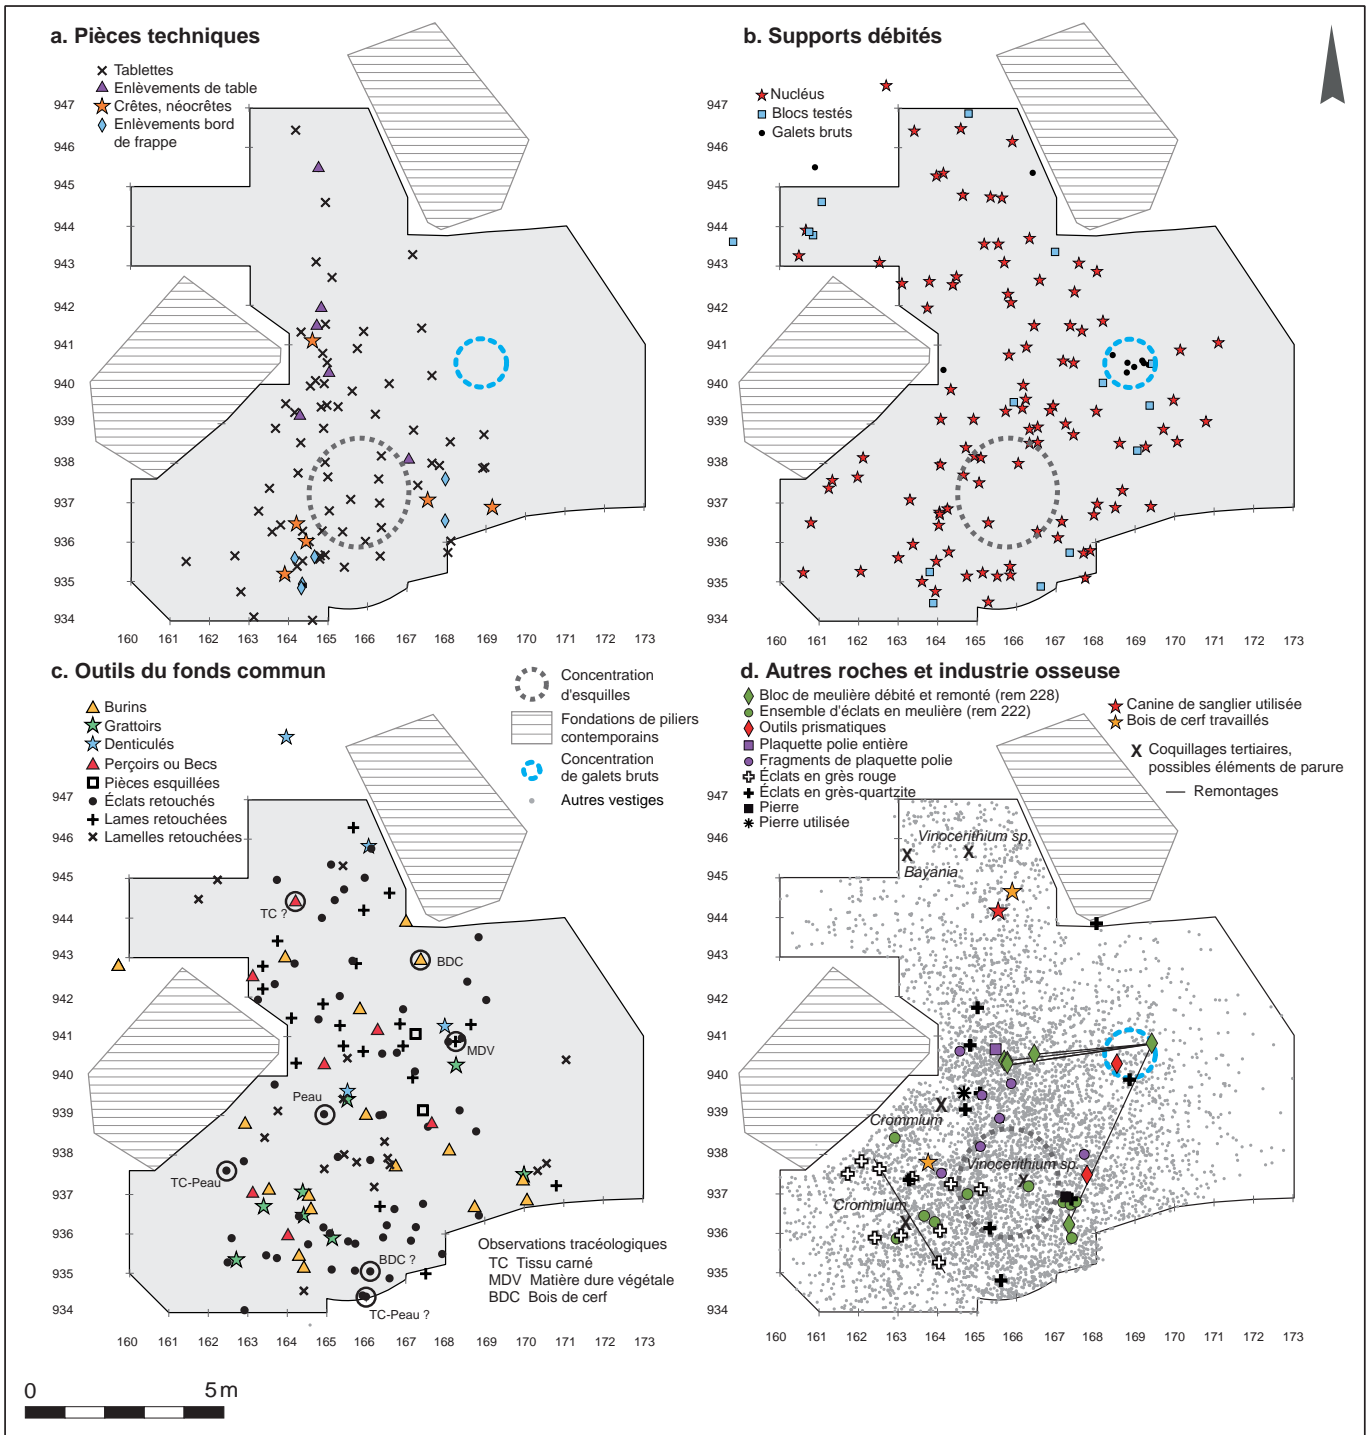 a. Pièces techniques
Tablettes
Enlèvements de table
Crêtes, néocrêtes
Enlèvements bord
de frappe
947
946
945
944
943
942
941
940
939
938
937
936
935
934
160 161 162 163 164 165 166 167 168 169 170 171 172 173
b. Supports débités
Nucléus
Blocs testés
Galets bruts
947
946
945
944
943
942
941
940
939
938
937
936
935
934
160 161 162 163 164 165 166 167 168 169 170 171 172 173
c. Outils du fonds commun
Burins
Grattoirs
Denticulés
Perçoirs ou Becs
Pièces esquillées
Éclats retouchés
Lames retouchées
Lamelles retouchées
Concentration
d'esquilles
Fondations de piliers
contemporains
Concentration
de galets bruts
Autres vestiges
947
946
945
944
943
942
941
940
939
938
937
936
935
934
TC ?
BDC
MDV
Peau
TC-Peau
BDC ?
TC-Peau ?
Observations tracéologiques
TC Tissu carné
MDV Matière dure végétale
BDC Bois de cerf
160 161 162 163 164 165 166 167 168 169 170 171 172 173
0 5 m
d. Autres roches et industrie osseuse
Bloc de meulière débité et remonté (rem 228)
Ensemble d'éclats en meulière (rem 222)
Outils prismatiques
Plaquette polie entière
Fragments de plaquette polie
Éclats en grès rouge
Éclats en grès-quartzite
Pierre
Pierre utilisée
Canine de sanglier utilisée
Bois de cerf travaillés
Coquillages tertiaires,
possibles éléments de parure
Remontages
947
946
945
944
943
942
941
940
939
938
937
936
935
934
Vinocerithium sp.
Bayania
Crommium
Vinocerithium sp.
Crommium
160 161 162 163 164 165 166 167 168 169 170 171 172 173